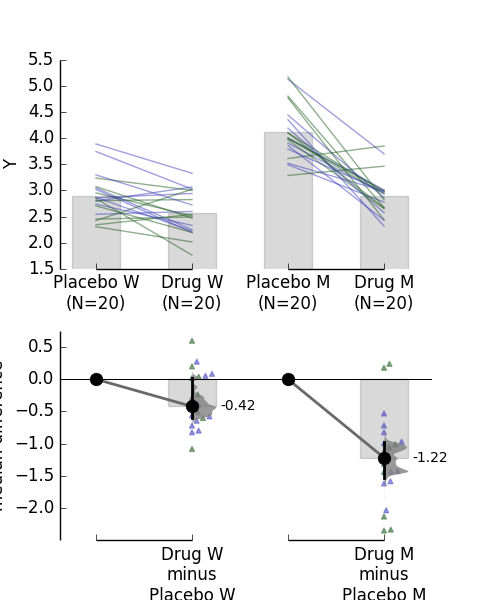 5.5
5.0
4.5
4.0
3.5
3.0
2.5
2.0
1.5
Y
Placebo W
(N=20)
Drug W
(N=20)
Placebo M
(N=20)
Drug M
(N=20)
0.5
0.0
−0.5
−1.0
−1.5
−2.0
difference
-0.42
-1.22
Drug W
minus
Placebo W
Drug M
minus
Placebo M